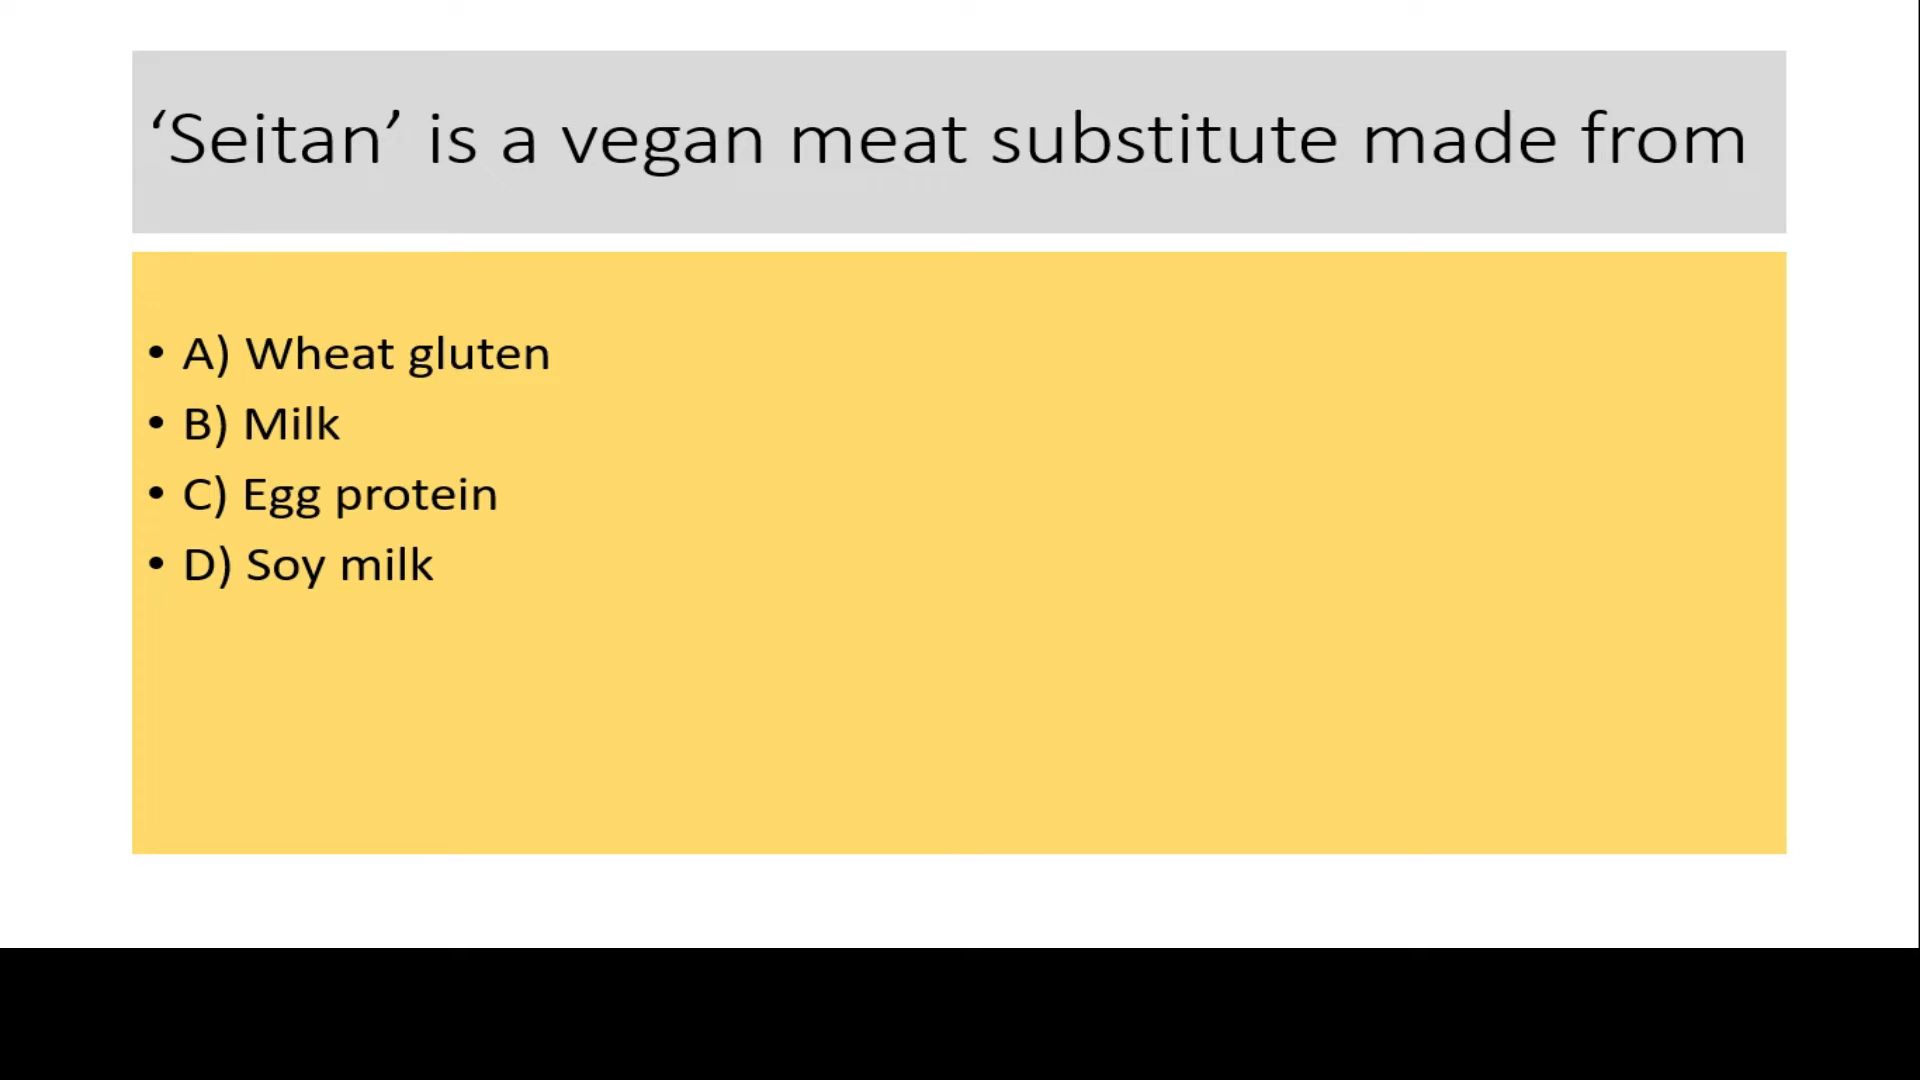 ‘Seitan’ is a vegan meat substitute made from
• A) Wheat gluten
• B) Milk
• C) Egg protein
• D) Soy milk